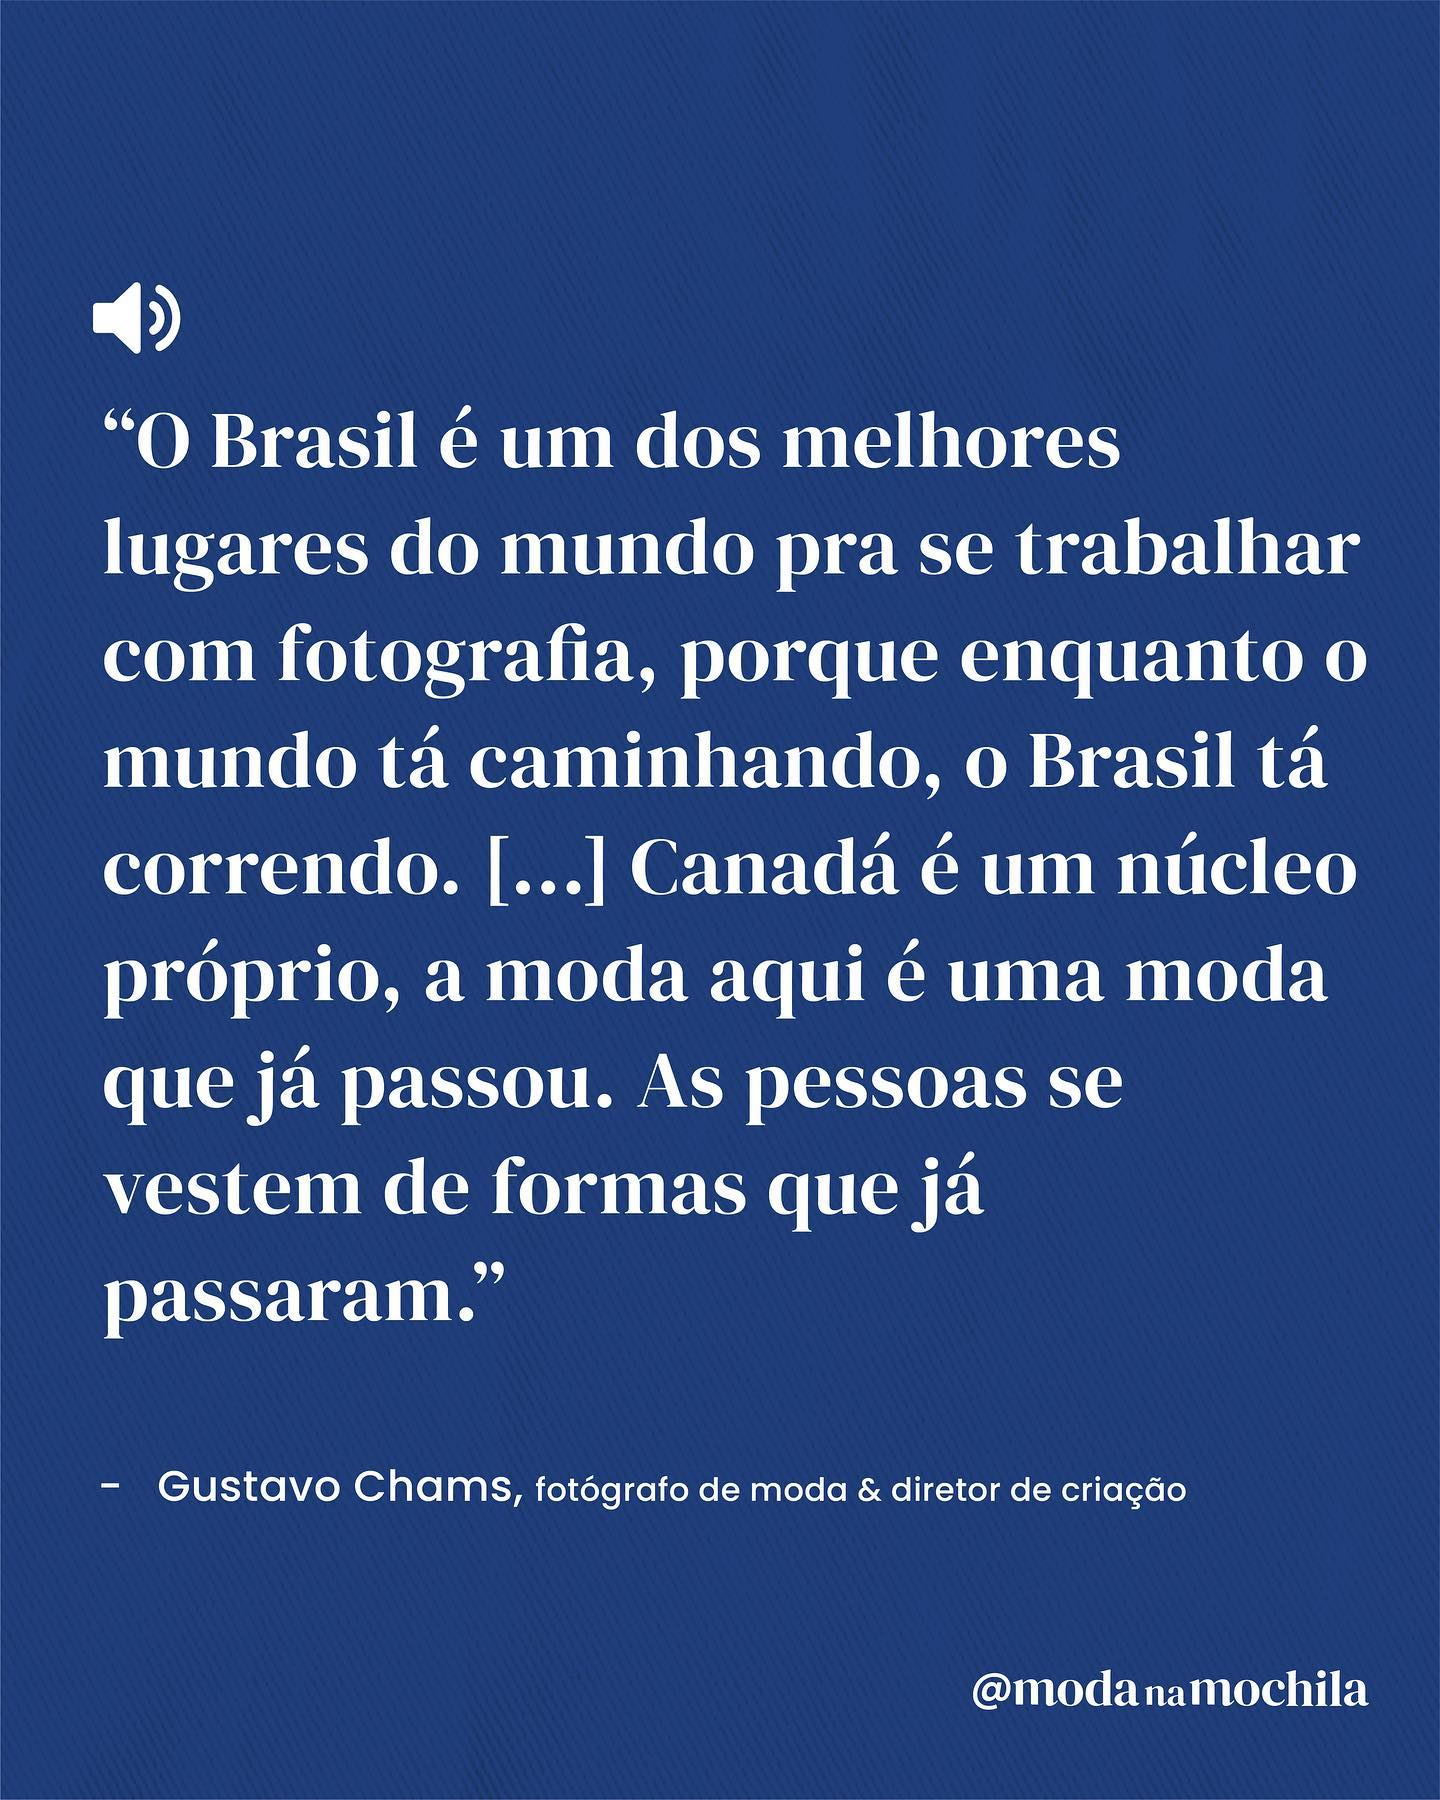 “O Brasil é um dos melhores
lugares do mundo pra se trabalhar
com fotografia, porque enquanto o
mundo tá caminhando, o Brasil tá
correndo. [...] Canadá é um núcleo
próprio, a moda aqui é uma moda
que já passou. As pessoas se
vestem de formas que já
passaram.”
- Gustavo Chams, fotógrafo de moda & diretor de criação
@modanamochila